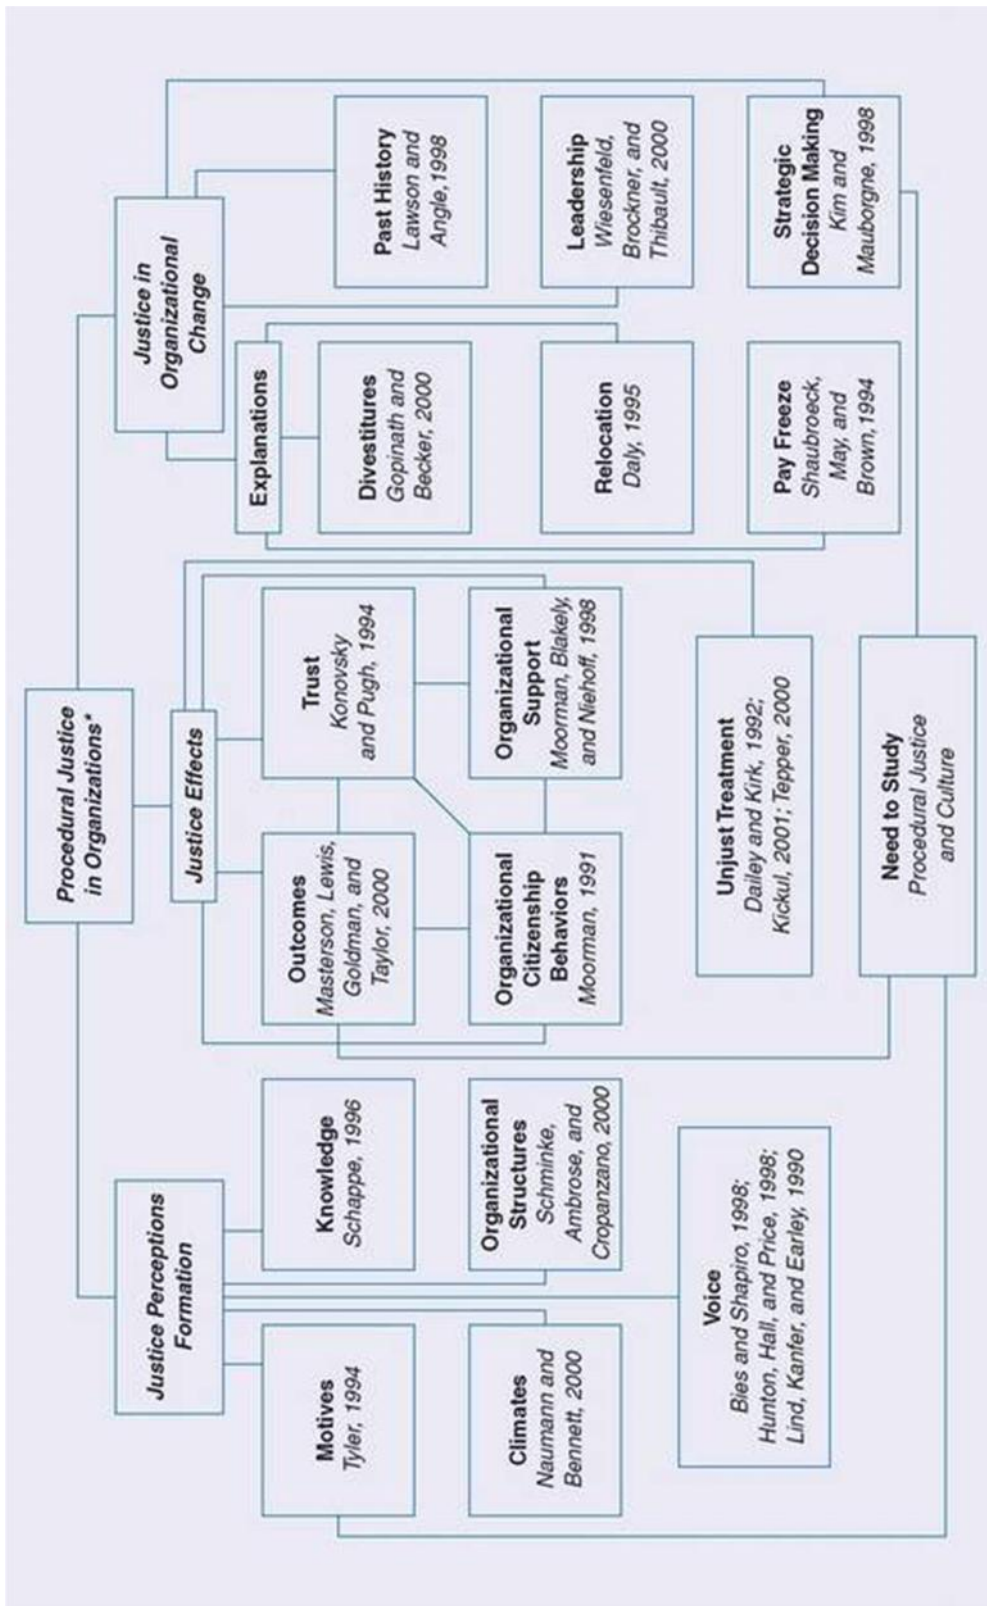 Procedural Justice
in Organizations*
Justice Perceptions
Formation
Motives
Tyler, 1994
Knowledge
Schappe, 1996
Climates
Naumann and
Bennett, 2000
Organizational
Structures
Schminke,
Ambrose, and
Cropanzano, 2000
Voice
Bies and Shapiro, 1998;
Hunton, Hall, and Price, 1998;
Lind, Kanfer, and Earley, 1990
Justice Effects
Outcomes
Masterson, Lewis,
Goldman, and
Taylor, 2000
Trust
Konovsky
and Pugh, 1994
Organizational
Citizenship
Behaviors
Moorman, 1991
Organizational
Support
Moorman, Blakely,
and Niehoff, 1998
Unjust Treatment
Dailey and Kirk, 1992;
Kickul, 2001; Tepper, 2000
Need to Study
Procedural Justice
and Culture
Justice in
Organizational
Change
Explanations
Divestitures
Gopinath and
Becker, 2000
Past History
Lawson and
Angle,1998
Relocation
Daly, 1995
Leadership
Wiesenfeld,
Brockner, and
Thibault, 2000
Pay Freeze
Shaubroeck,
May, and
Brown,1994
Strategic
Decision Making
Kim and
Mauborgne, 1998